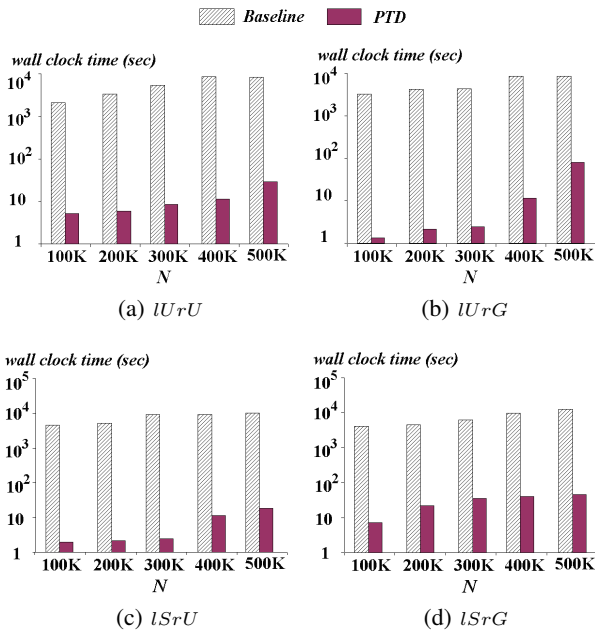 Baseline PTD
wall clock time (sec) wall clock time (sec)
10^4 10^4
10^3 10^3
10^2 10^2
10 10
1 1
100K 200K 300K 400K 500K 100K 200K 300K 400K 500K
N N
(a) lUrU (b) lUrG
wall clock time (sec) wall clock time (sec)
10^5 10^5
10^4 10^4
10^3 10^3
10^2 10^2
10 10
1 1
100K 200K 300K 400K 500K 100K 200K 300K 400K 500K
N N
(c) lSrU (d) lSrG